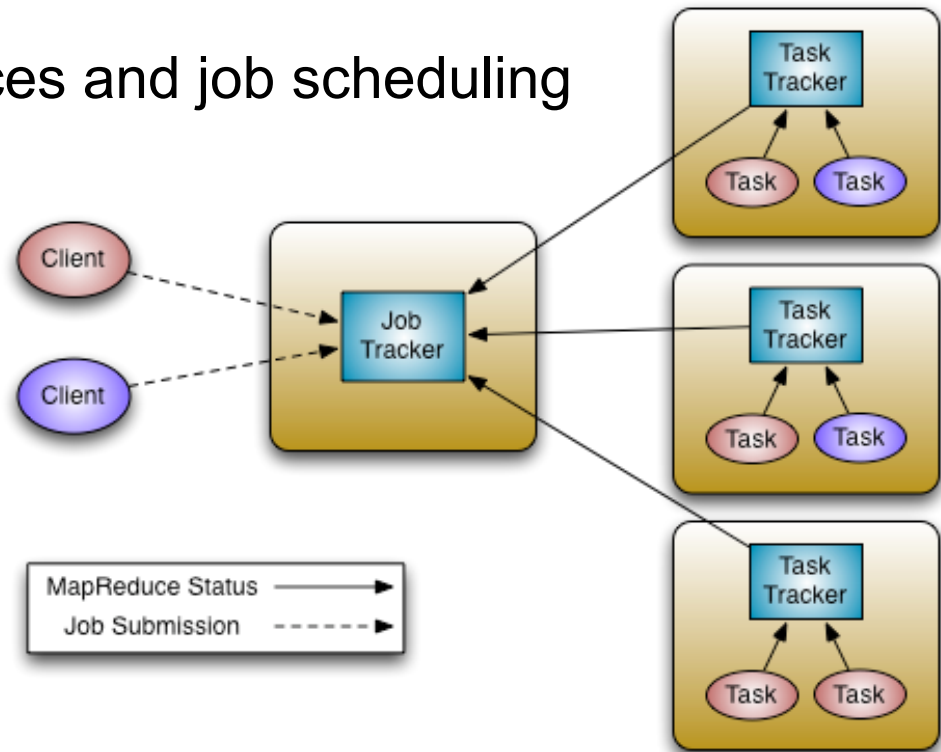 ces and job scheduling
Client
Client
Job
Tracker
Task
Tracker
Task Task
Task
Tracker
Task Task
Task
Tracker
Task Task
MapReduce Status
Job Submission